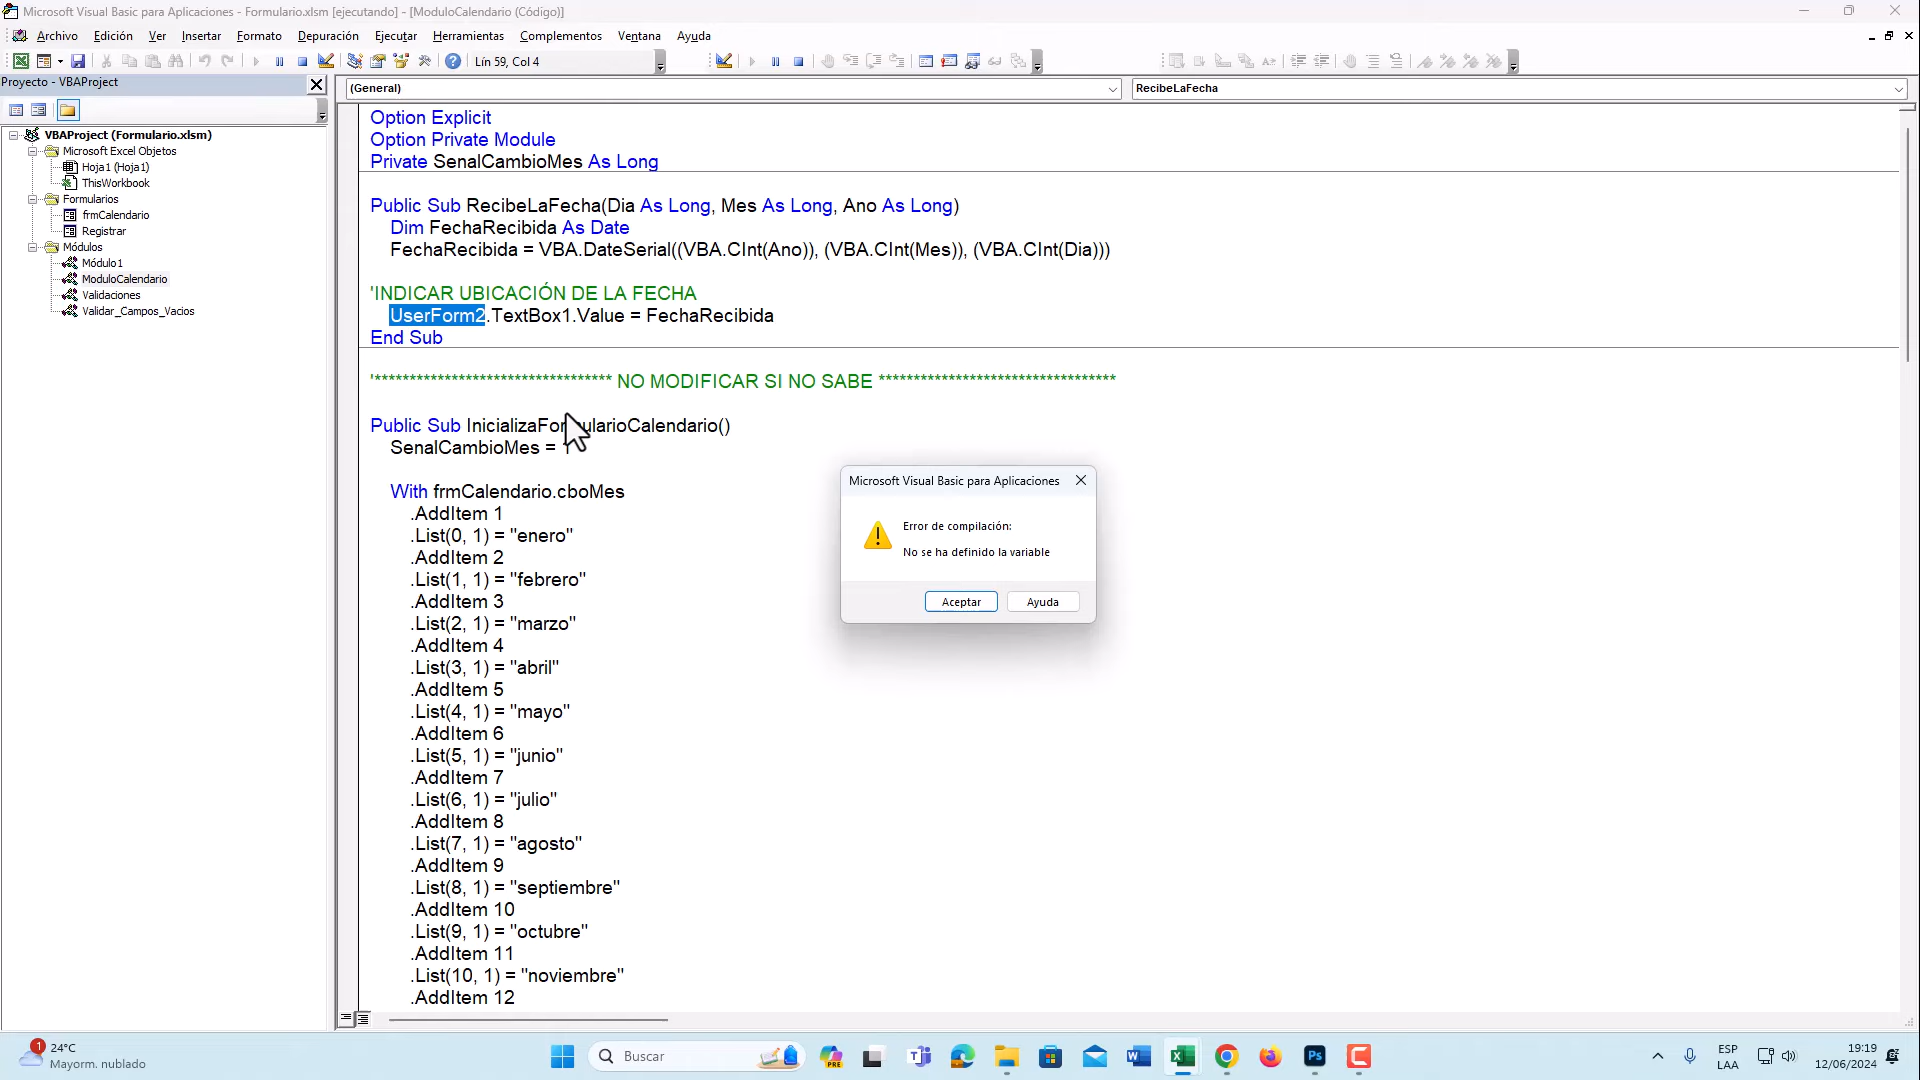 Microsoft Visual Basic para Aplicaciones - Formulario.xlsm [ejecutando] - [ModuloCalendario (Código)]
Archivo Edición Ver Insertar Formato Depuración Ejecutar Herramientas Complementos Ventana Ayuda
Lín 59, Col 4
Proyecto - VBAProject
(General)
RecibeLaFecha
VBAProject (Formulario.xlsm)
Microsoft Excel Objetos
Hoja1 (Hoja1)
ThisWorkbook
Formularios
frmCalendario
Registrar
Módulos
Módulo1
ModuloCalendario
Validaciones
Validar_Campos_Vacios
Option Explicit
Option Private Module
Private SenalCambioMes As Long
Public Sub RecibeLaFecha(Dia As Long, Mes As Long, Ano As Long)
Dim FechaRecibida As Date
FechaRecibida = VBA.DateSerial((VBA.CInt(Ano)), (VBA.CInt(Mes)), (VBA.CInt(Dia)))
'INDICAR UBICACIÓN DE LA FECHA
UserForm2.TextBox1.Value = FechaRecibida
End Sub
'********************************** NO MODIFICAR SI NO SABE **********************************
Public Sub InicializaFormularioCalendario()
SenalCambioMes = 1
With frmCalendario.cboMes
.AddItem 1
.List(0, 1) = "enero"
.AddItem 2
.List(1, 1) = "febrero"
.AddItem 3
.List(2, 1) = "marzo"
.AddItem 4
.List(3, 1) = "abril"
.AddItem 5
.List(4, 1) = "mayo"
.AddItem 6
.List(5, 1) = "junio"
.AddItem 7
.List(6, 1) = "julio"
.AddItem 8
.List(7, 1) = "agosto"
.AddItem 9
.List(8, 1) = "septiembre"
.AddItem 10
.List(9, 1) = "octubre"
.AddItem 11
.List(10, 1) = "noviembre"
.AddItem 12
Microsoft Visual Basic para Aplicaciones
Error de compilación:
No se ha definido la variable
Aceptar
Ayuda
1
24°C
Mayorm. nublado
Buscar
PRE
Ps
ESP
LAA
19:19
12/06/2024